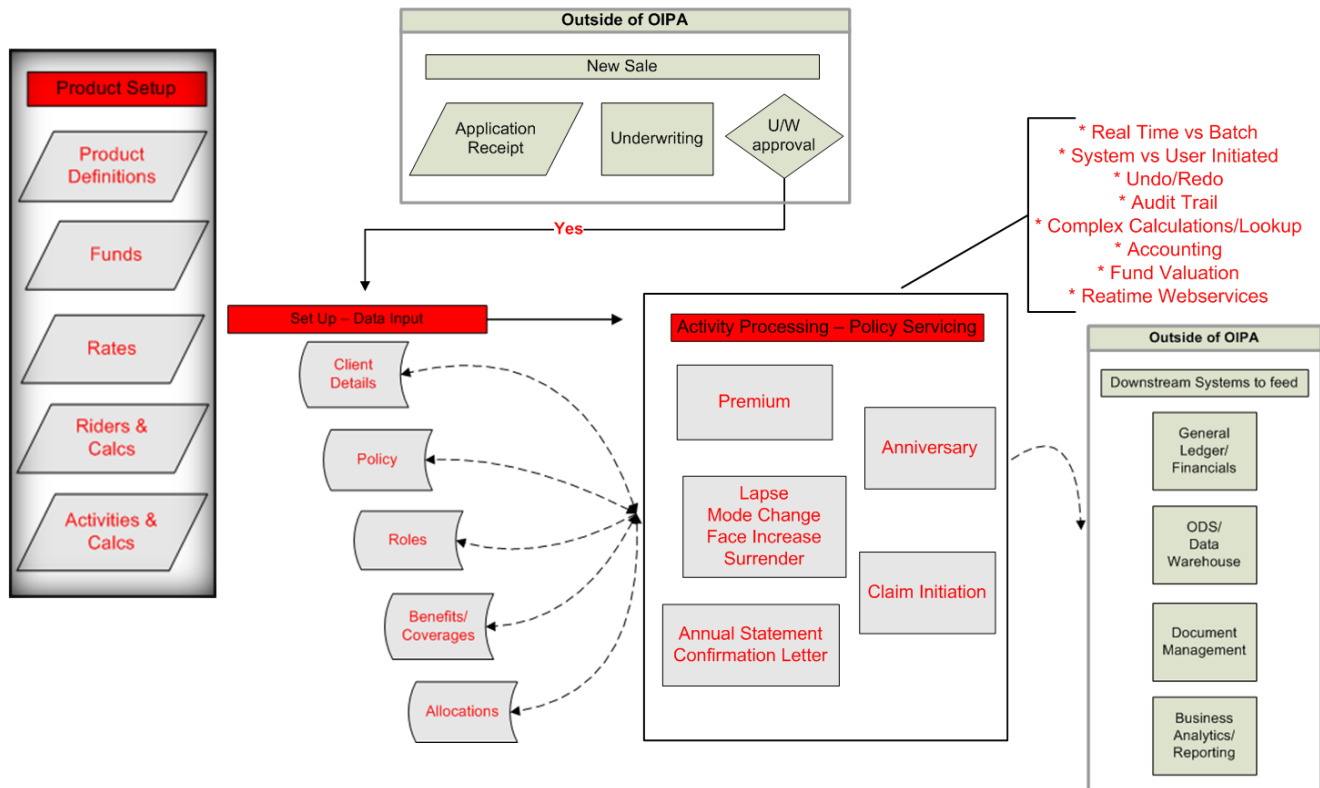 Outside of OIPA
New Sale
Application
Receipt
Underwriting
U/W
approval
Yes
Product Setup
Product
Definitions
Funds
Rates
Riders &
Calcs
Activities &
Calcs
Set Up – Data Input
Client
Details
Policy
Roles
Benefits/
Coverages
Allocations
Activity Processing – Policy Servicing
Premium
Anniversary
Lapse
Mode Change
Face Increase
Surrender
Claim Initiation
Annual Statement
Confirmation Letter
* Real Time vs Batch
* System vs User Initiated
* Undo/Redo
* Audit Trail
* Complex Calculations/Lookup
* Accounting
* Fund Valuation
* Reatime Webservices
Outside of OIPA
Downstream Systems to feed
General
Ledger/
Financials
ODS/
Data
Warehouse
Document
Management
Business
Analytics/
Reporting